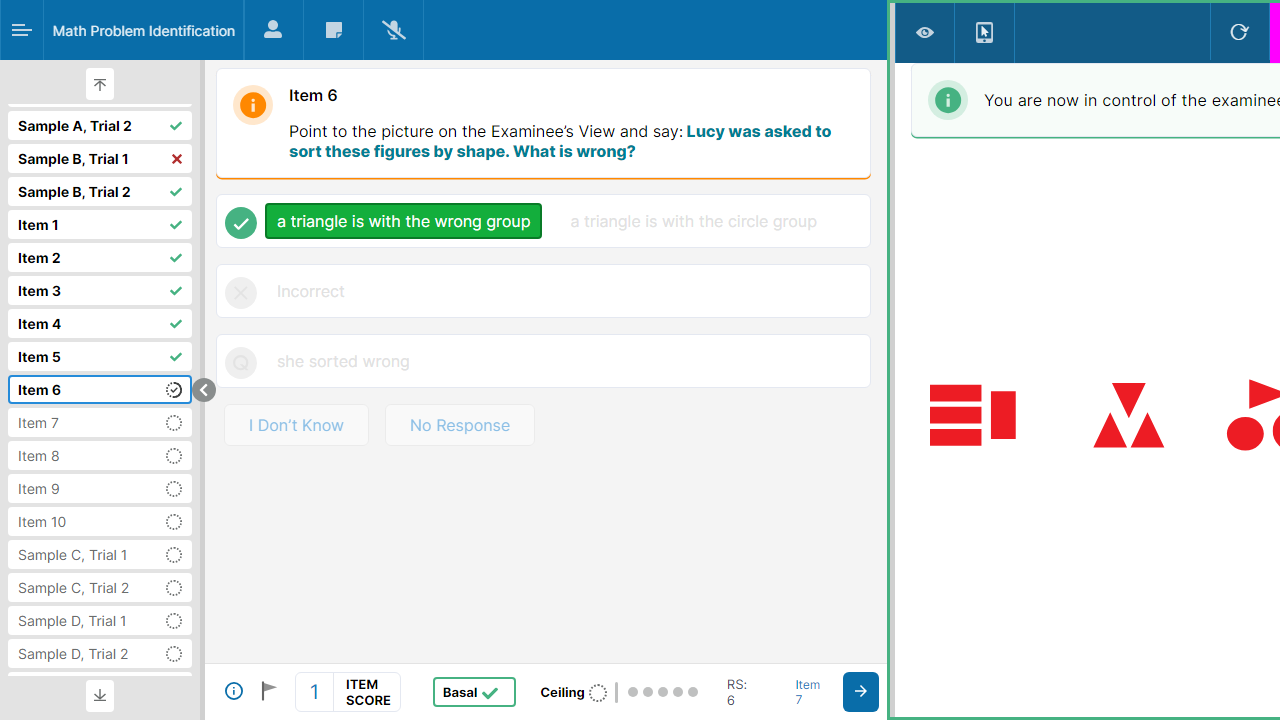 Math Problem Identification
Sample A, Trial 2
Sample B, Trial 1
Sample B, Trial 2
Item 1
Item 2
Item 3
Item 4
Item 5
Item 6
Item 7
Item 8
Item 9
Item 10
Sample C, Trial 1
Sample C, Trial 2
Sample D, Trial 1
Sample D, Trial 2
Item 6
Point to the picture on the Examinee’s View and say: Lucy was asked to
sort these figures by shape. What is wrong?
a triangle is with the wrong group
a triangle is with the circle group
Incorrect
Q
she sorted wrong
I Don’t Know
No Response
1
ITEM
SCORE
Basal
Ceiling
RS:
6
Item
7
You are now in control of the examinee